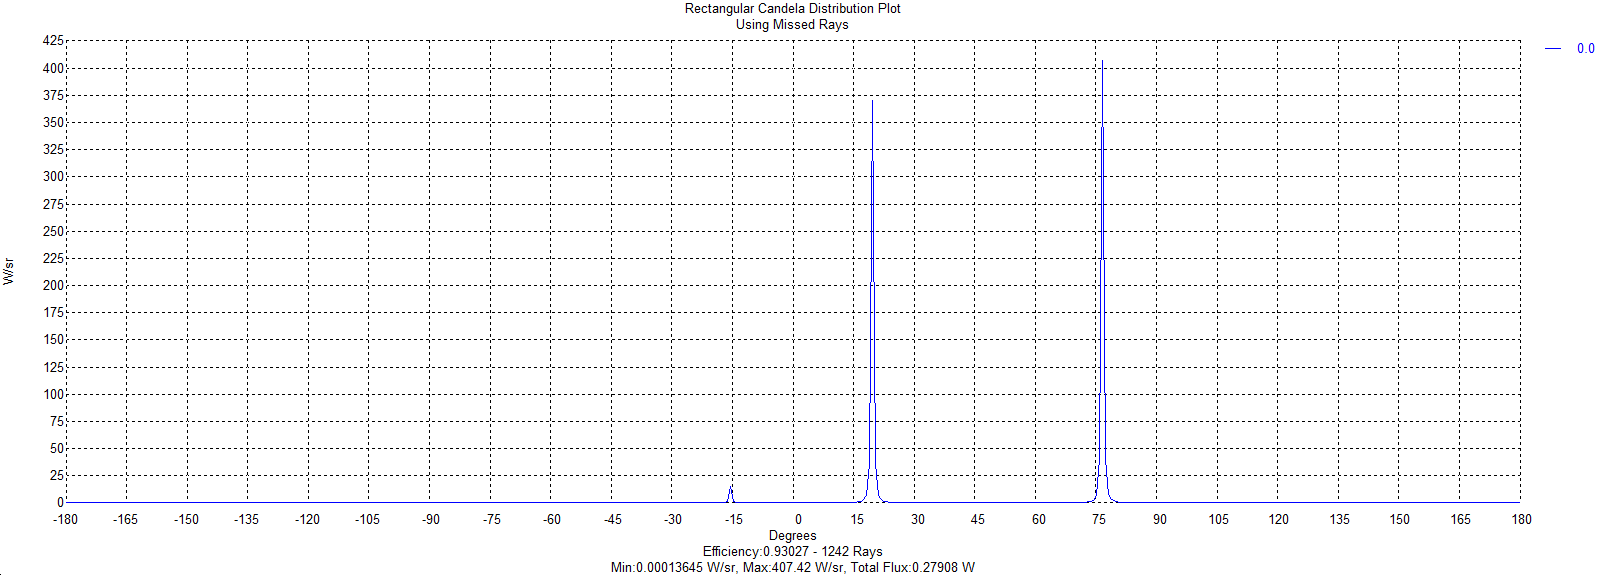 Rectangular Candela Distribution Plot
Using Missed Rays
0.0
425
400
375
350
325
300
275
250
225
200
175
150
125
100
75
50
25
0
W/sr
-180 -165 -150 -135 -120 -105 -90 -75 -60 -45 -30 -15 0 15 30 45 60 75 90 105 120 135 150 165 180
Degrees
Efficiency:0.93027 - 1242 Rays
Min:0.00013645 W/sr, Max:407.42 W/sr, Total Flux:0.27908 W